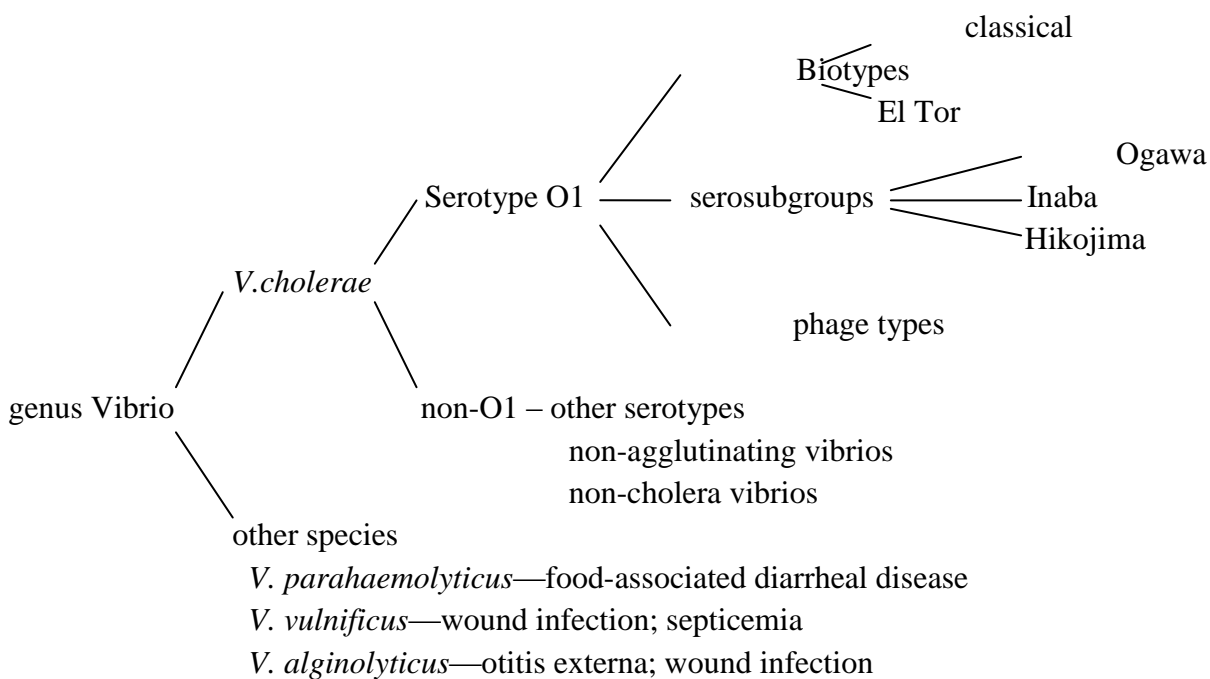 classical
Biotypes
El Tor
Ogawa
Serotype O1 serosubgroups Inaba
Hikojima
V.cholerae
phage types
genus Vibrio non-O1 – other serotypes
non-agglutinating vibrios
non-cholera vibrios
other species
V. parahaemolyticus—food-associated diarrheal disease
V. vulnificus—wound infection; septicemia
V. alginolyticus—otitis externa; wound infection